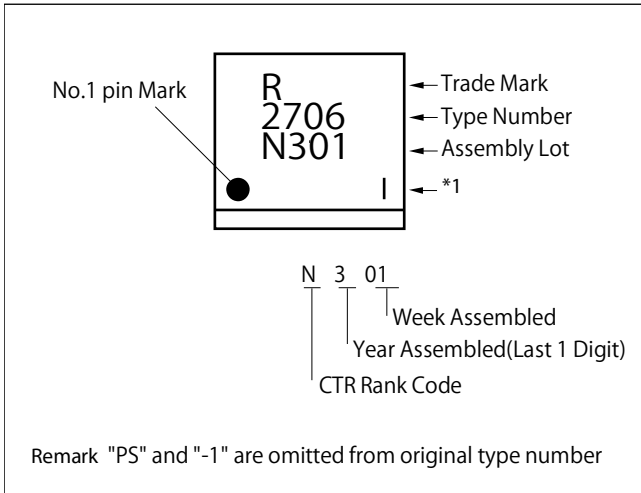 R
2706
N301
No.1 pin Mark
Trade Mark
Type Number
Assembly Lot
*1
N 3 01
Week Assembled
Year Assembled(Last 1 Digit)
CTR Rank Code
Remark "PS" and "-1" are omitted from original type number